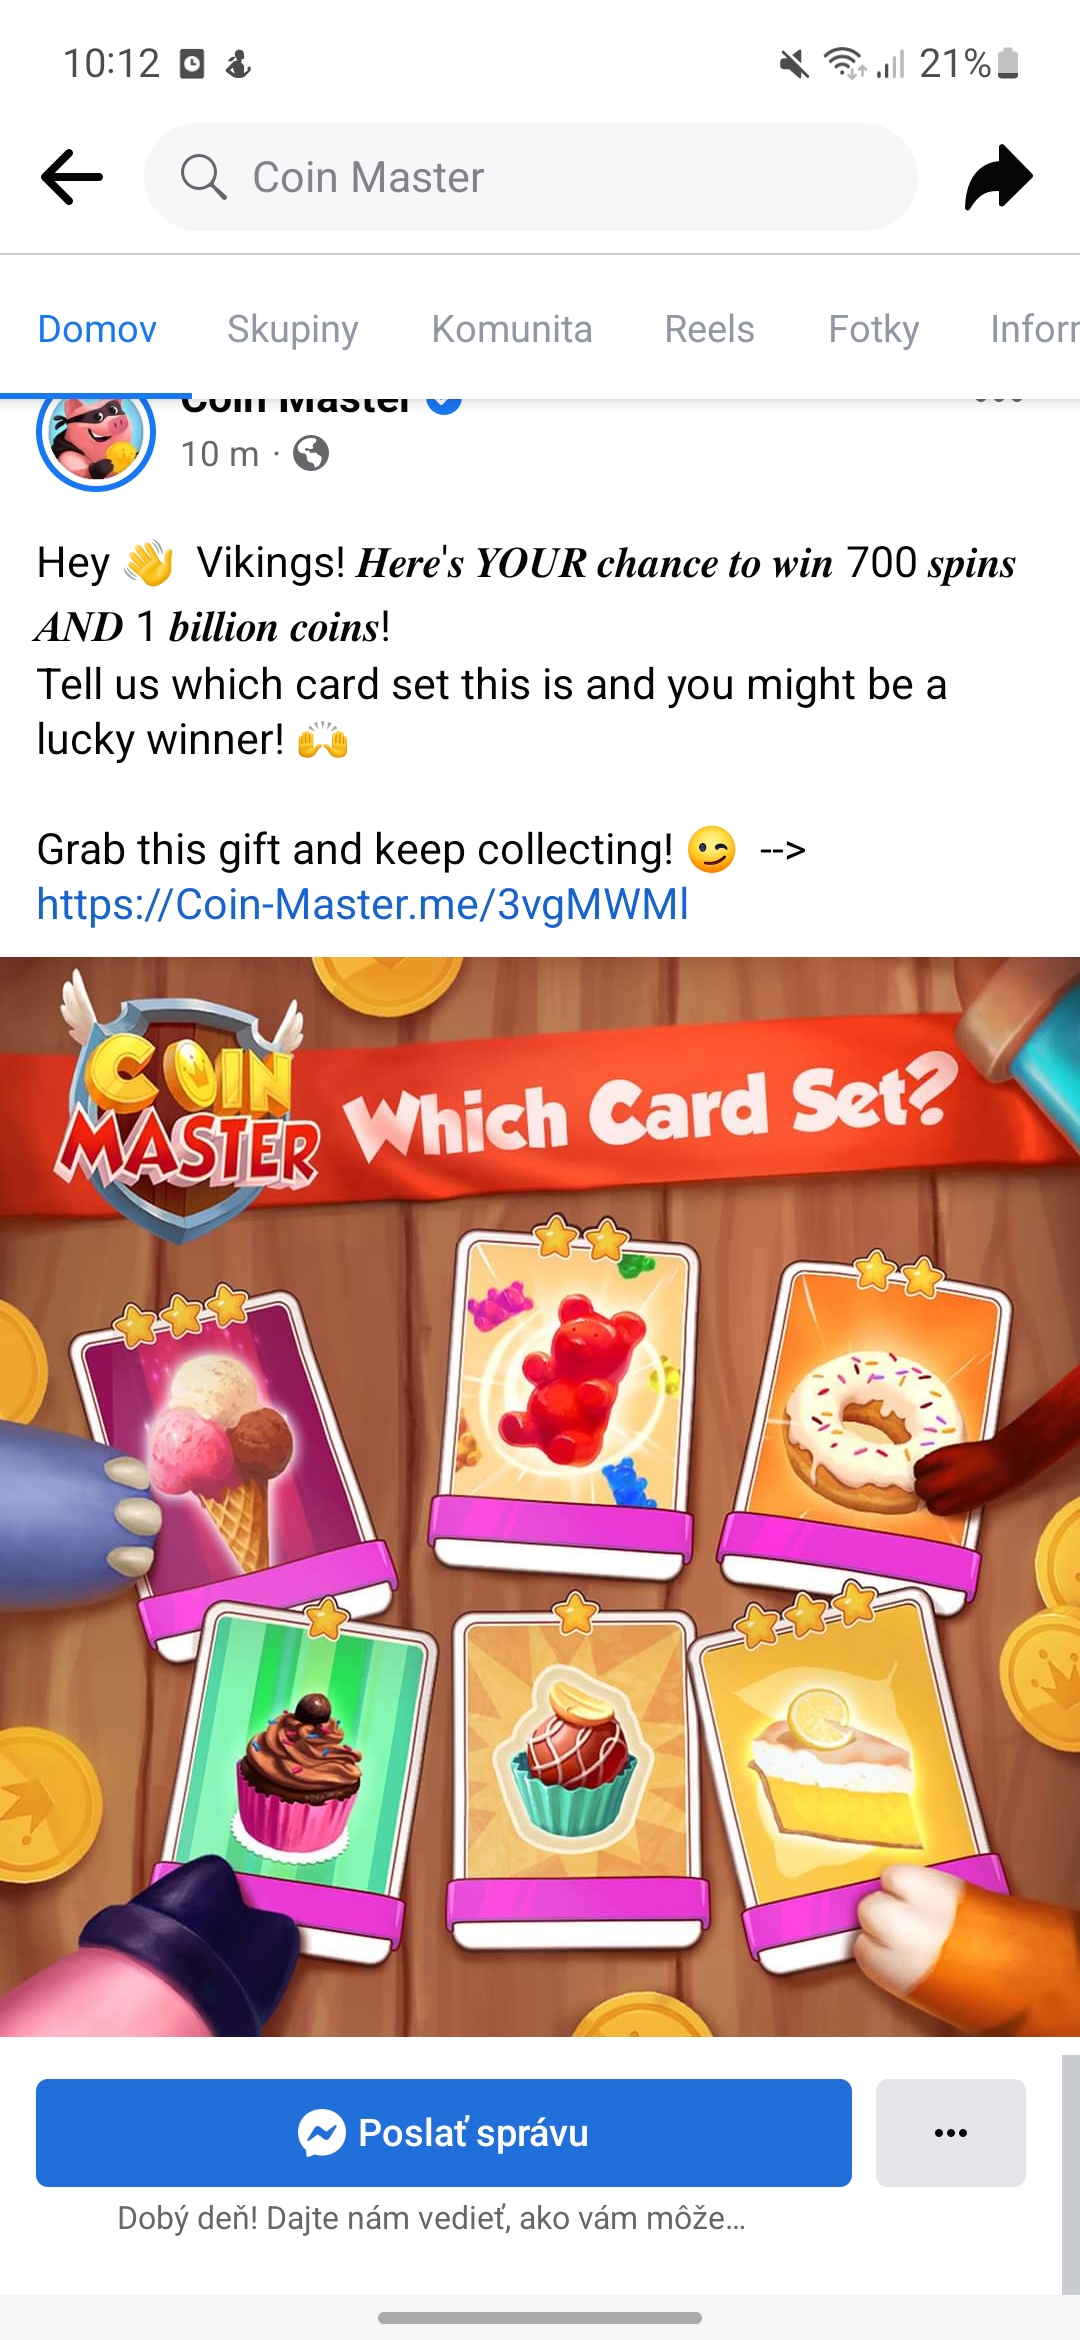 10:12
21%
Coin Master
Domov Skupiny Komunita Reels Fotky Inforr
Coin Master
10 m ·
Hey 👋 Vikings! Here's YOUR chance to win 700 spins
AND 1 billion coins!
Tell us which card set this is and you might be a
lucky winner! 🙌
Grab this gift and keep collecting! 😉 -->
https://Coin-Master.me/3vgMWMl
COIN
MASTER
Which Card Set?
Poslať správu
Dobý deň! Dajte nám vedieť, ako vám môže...